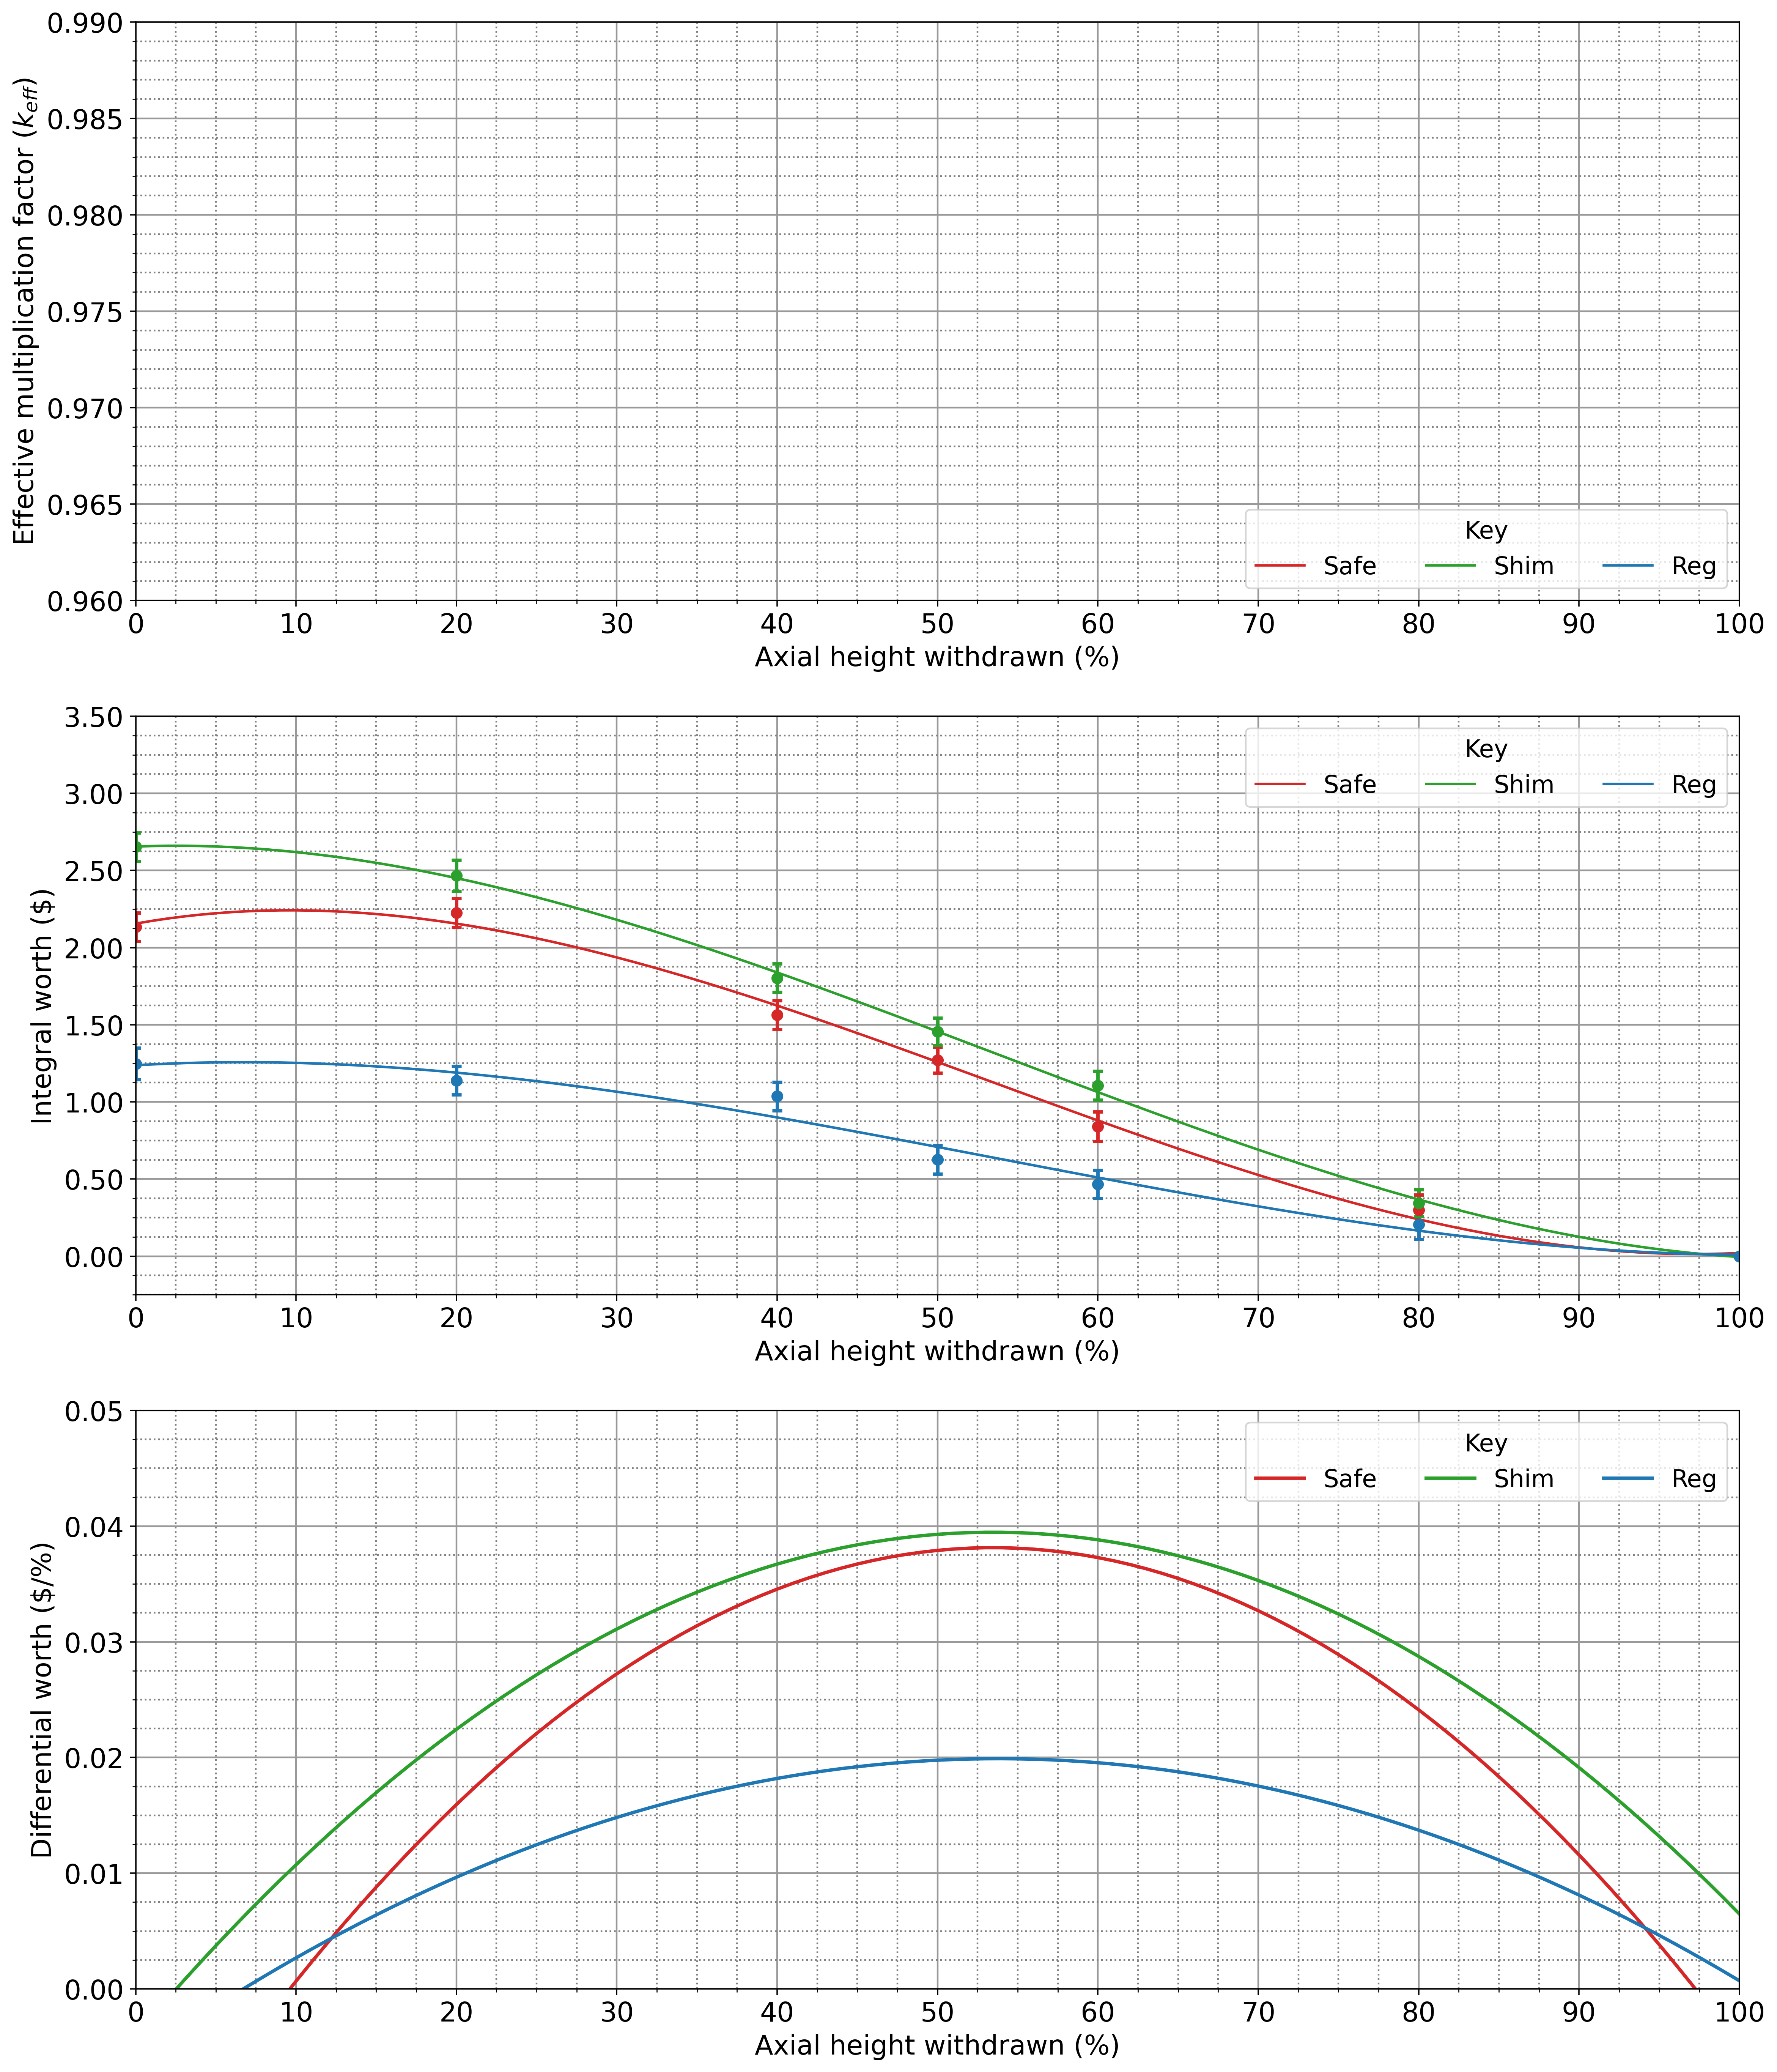 0.990
0.985
0.980
0.975
0.970
0.965
0.960
Effective multiplication factor (k_eff)
Key
Safe Shim Reg
0 10 20 30 40 50 60 70 80 90 100
Axial height withdrawn (%)
3.50
3.00
2.50
2.00
1.50
1.00
0.50
0.00
Integral worth ($)
Key
Safe Shim Reg
0 10 20 30 40 50 60 70 80 90 100
Axial height withdrawn (%)
0.05
0.04
0.03
0.02
0.01
0.00
Differential worth ($/%)
Key
Safe Shim Reg
0 10 20 30 40 50 60 70 80 90 100
Axial height withdrawn (%)